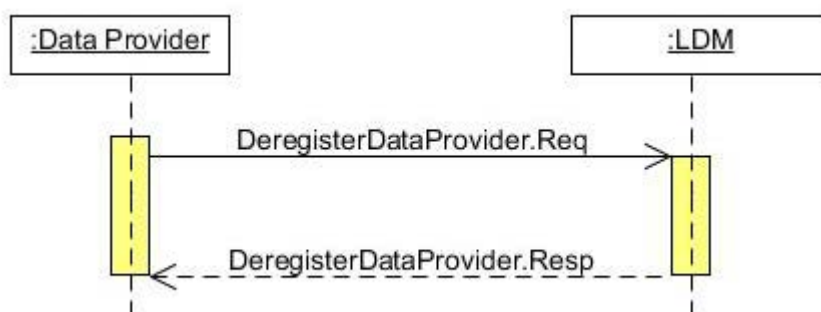 :Data Provider
:LDM
DeregisterDataProvider.Req
DeregisterDataProvider.Resp